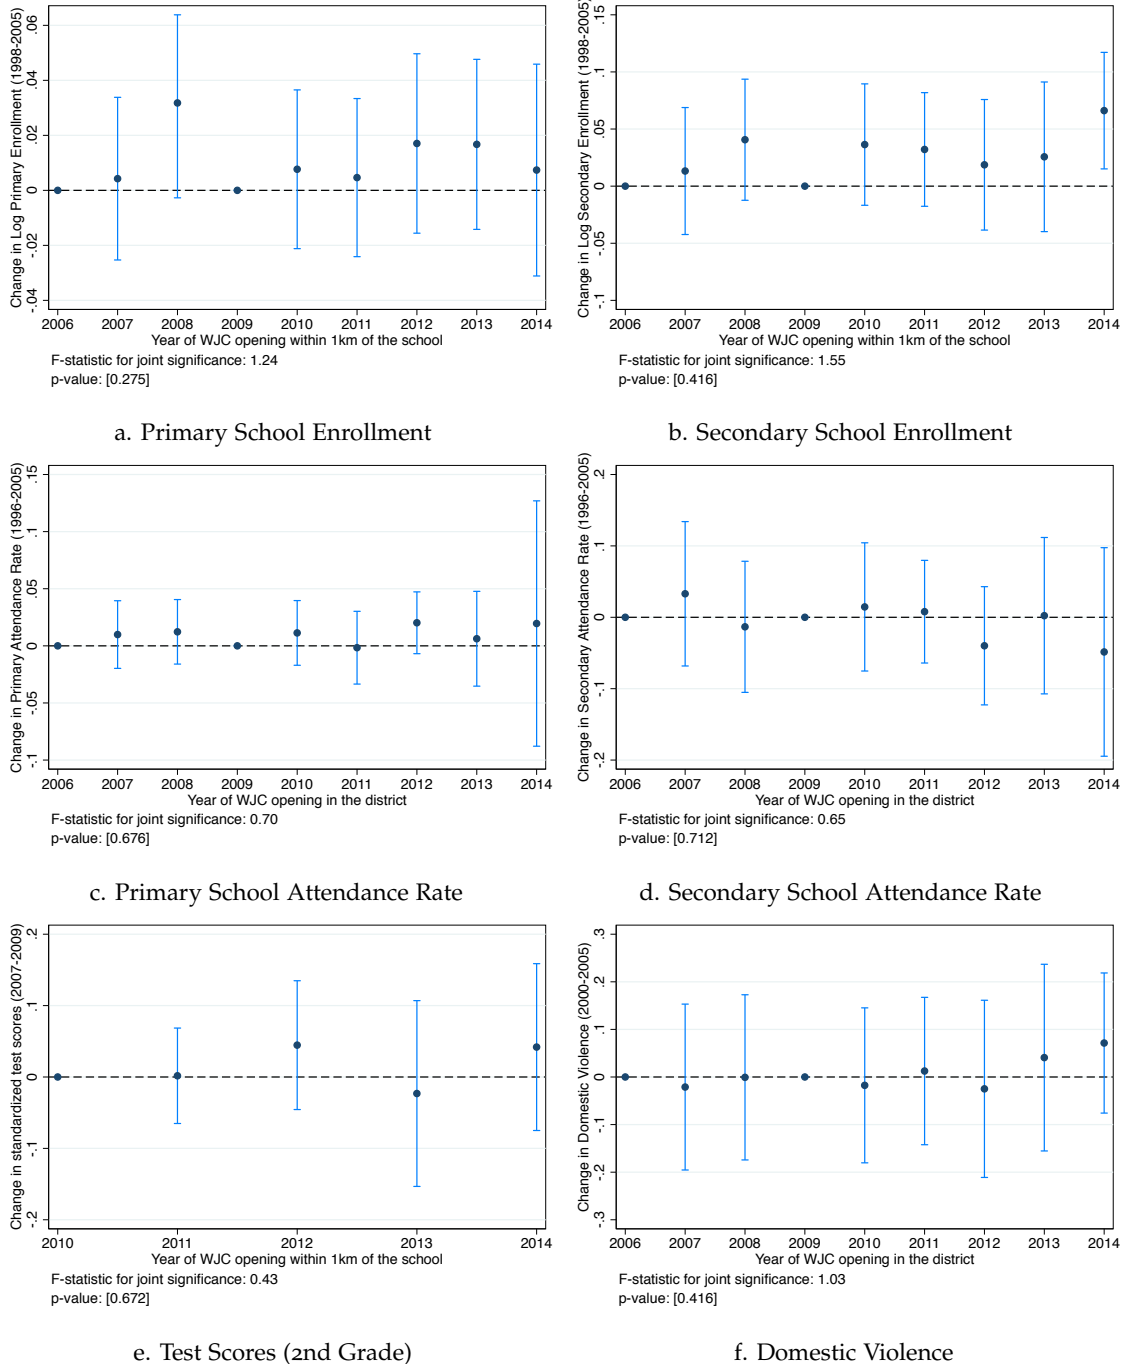 Change in Log Primary Enrollment (1998-2005)
.06
.04
.02
0
-.02
-.04
2006 2007 2008 2009 2010 2011 2012 2013 2014
Year of WJC opening within 1km of the school
F-statistic for joint significance: 1.24
p-value: [0.275]
a. Primary School Enrollment
Change in Log Secondary Enrollment (1998-2005)
.15
.1
.05
0
-.05
-.1
2006 2007 2008 2009 2010 2011 2012 2013 2014
Year of WJC opening within 1km of the school
F-statistic for joint significance: 1.55
p-value: [0.416]
b. Secondary School Enrollment
Change in Primary Attendance Rate (1996-2005)
.15
.1
.05
0
-.05
-.1
2006 2007 2008 2009 2010 2011 2012 2013 2014
Year of WJC opening in the district
F-statistic for joint significance: 0.70
p-value: [0.676]
c. Primary School Attendance Rate
Change in Secondary Attendance Rate (1996-2005)
.2
.1
0
-.1
-.2
2006 2007 2008 2009 2010 2011 2012 2013 2014
Year of WJC opening in the district
F-statistic for joint significance: 0.65
p-value: [0.712]
d. Secondary School Attendance Rate
Change in standardized test scores (2007-2009)
.2
.1
0
-.1
-.2
2010 2011 2012 2013 2014
Year of WJC opening within 1km of the school
F-statistic for joint significance: 0.43
p-value: [0.672]
e. Test Scores (2nd Grade)
Change in Domestic Violence (2000-2005)
.3
.2
.1
0
-.1
-.2
-.3
2006 2007 2008 2009 2010 2011 2012 2013 2014
Year of WJC opening in the district
F-statistic for joint significance: 1.03
p-value: [0.416]
f. Domestic Violence